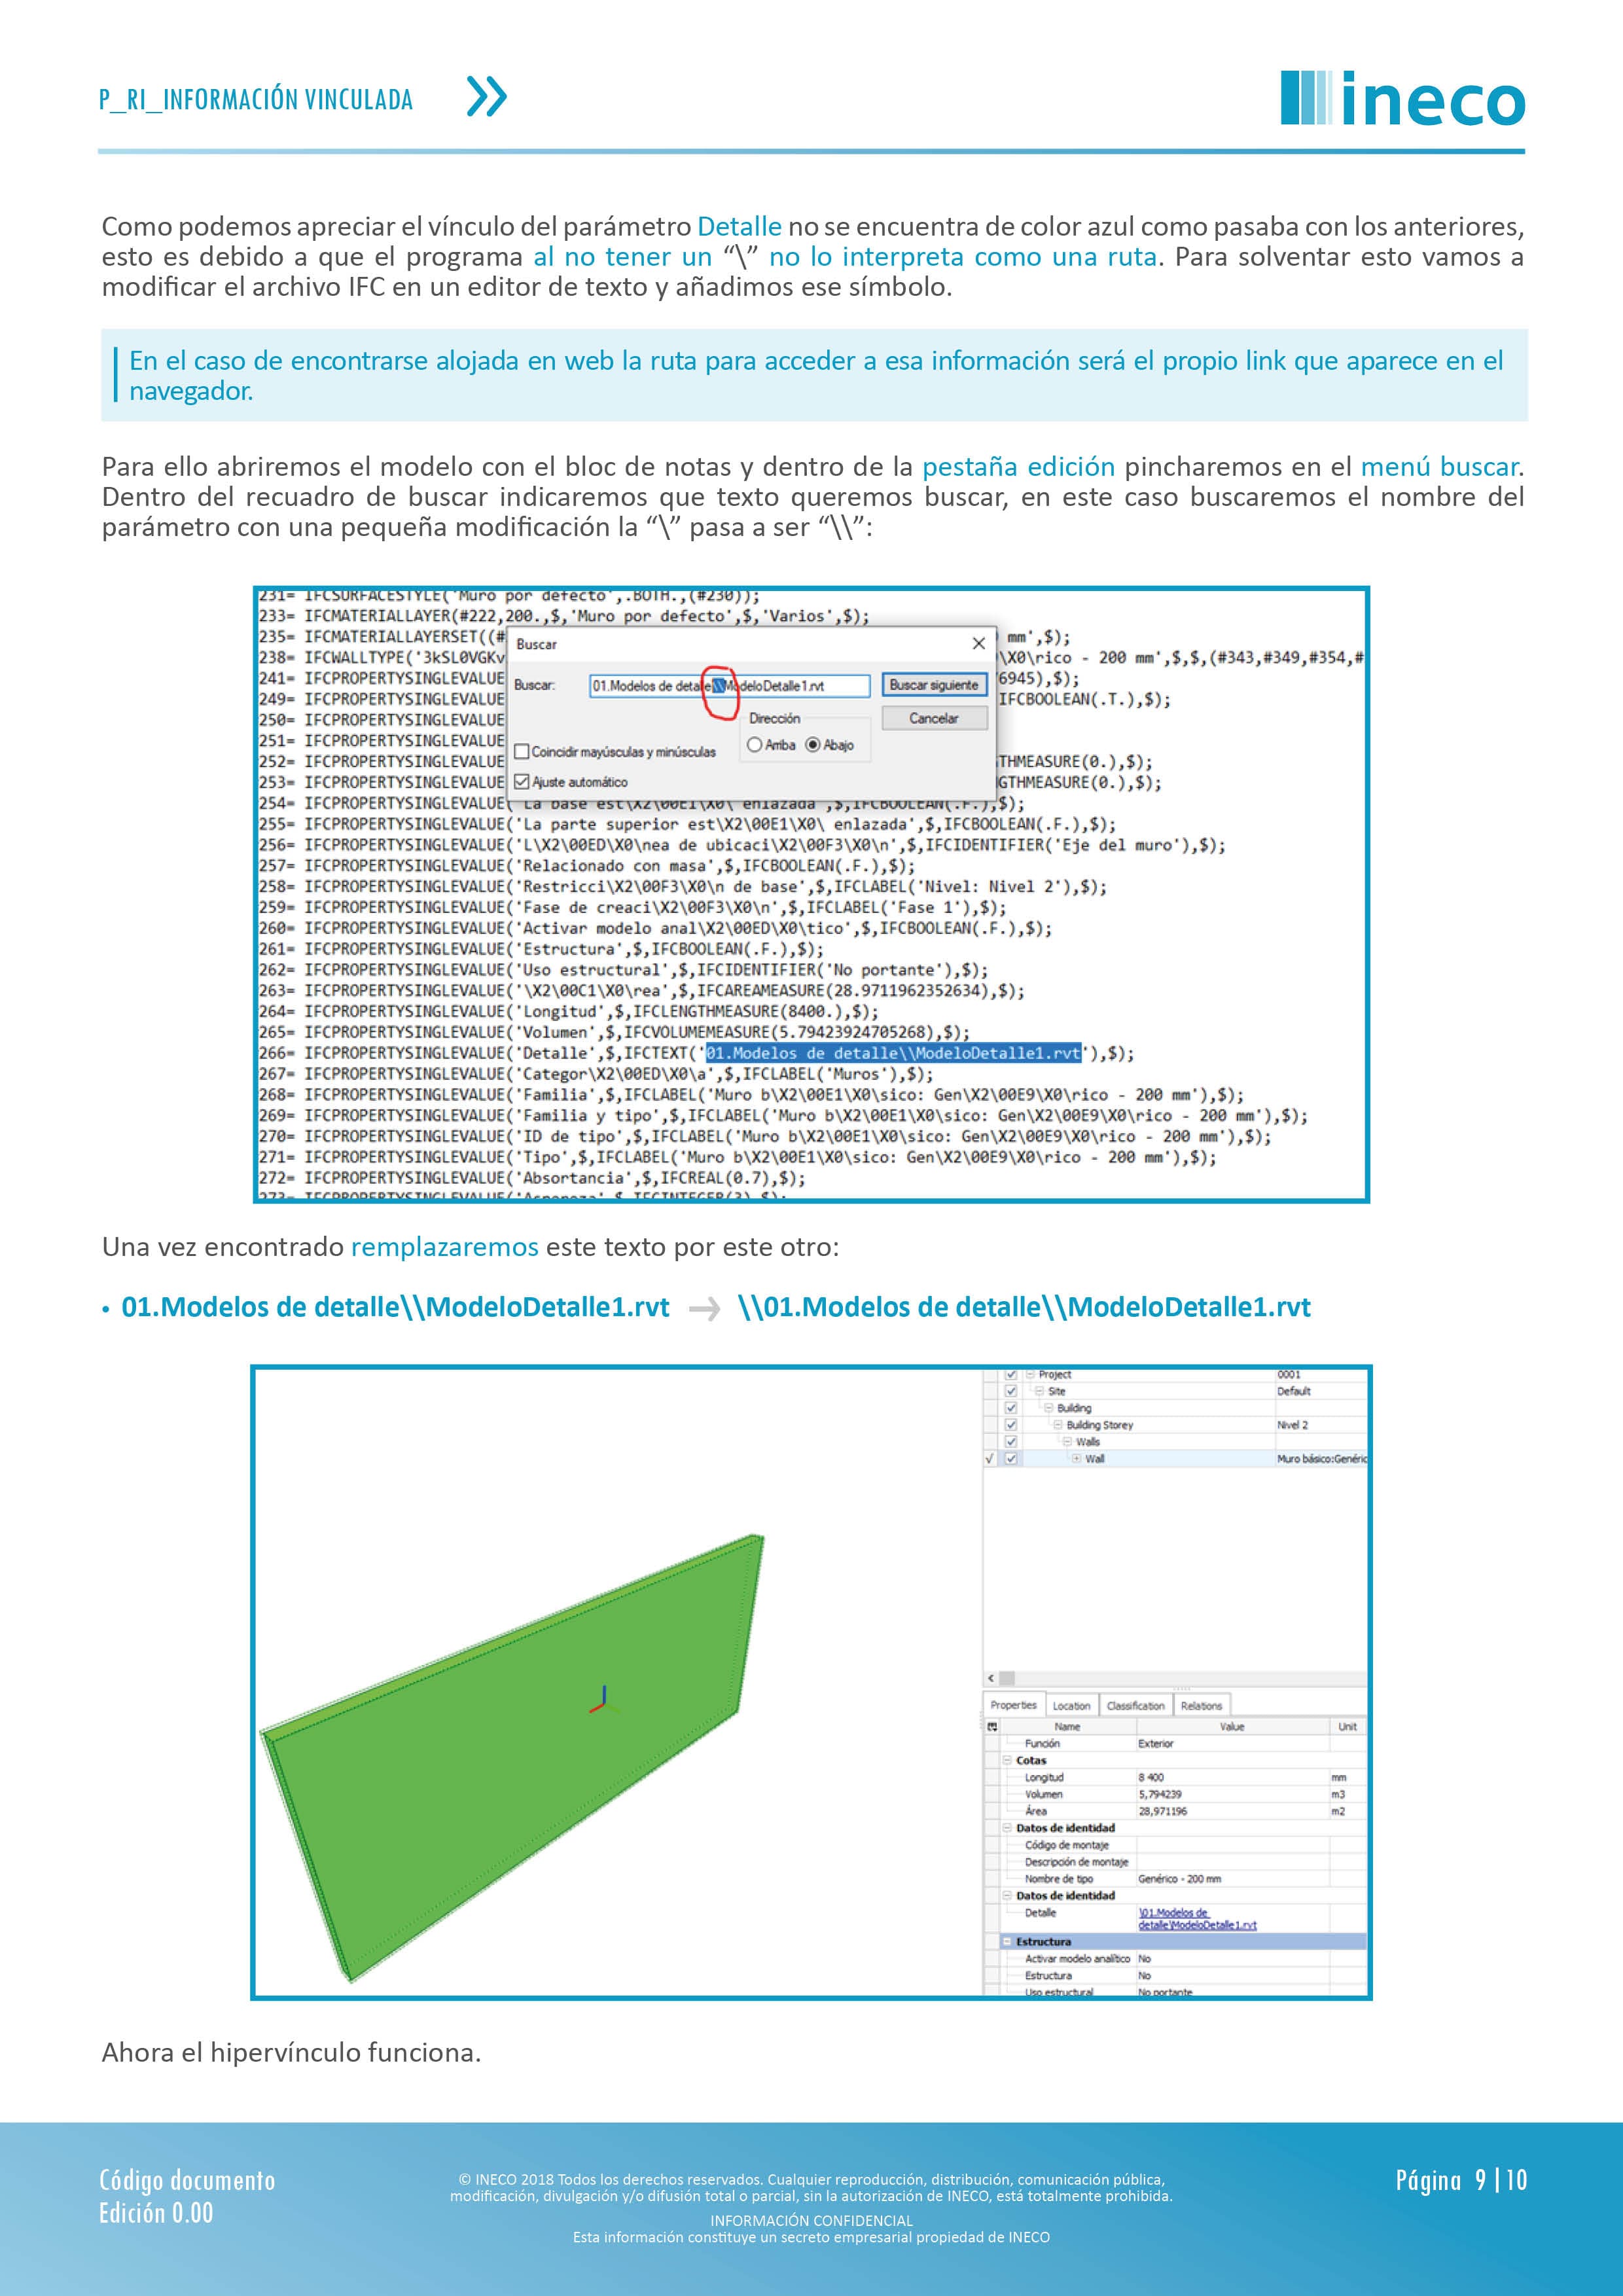 P_RI_INFORMACIÓN VINCULADA
ineco
Como podemos apreciar el vínculo del parámetro Detalle no se encuentra de color azul como pasaba con los anteriores,
esto es debido a que el programa al no tener un “\” no lo interpreta como una ruta. Para solventar esto vamos a
modificar el archivo IFC en un editor de texto y añadimos ese símbolo.
En el caso de encontrarse alojada en web la ruta para acceder a esa información será el propio link que aparece en el
navegador.
Para ello abriremos el modelo con el bloc de notas y dentro de la pestaña edición pincharemos en el menú buscar.
Dentro del recuadro de buscar indicaremos que texto queremos buscar, en este caso buscaremos el nombre del
parámetro con una pequeña modificación la “\” pasa a ser “\\”:
231= IFCSURFACESTYLE('Muro por defecto',.BOTH.,(#230));
233= IFCMATERIALLAYER(#222,200.,$,'Muro por defecto',$,'Varios',$);
235= IFCMATERIALLAYERSET((# mm',$);
238= IFCWALLTYPE('3kSL0VGKv \X0\rico - 200 mm',$,$,(#343,#349,#354,#
241= IFCPROPERTYSINGLEVALUE 6945),$);
249= IFCPROPERTYSINGLEVALUE IFCBOOLEAN(.T.),$);
250= IFCPROPERTYSINGLEVALUE
251= IFCPROPERTYSINGLEVALUE
252= IFCPROPERTYSINGLEVALUE THMEASURE(0.),$);
253= IFCPROPERTYSINGLEVALUE GTHMEASURE(0.),$);
Buscar
Buscar: 01.Modelos de detalle\\ModeloDetalle1.rvt Buscar siguiente
Cancelar
Dirección
Arriba Abajo
Coincidir mayúsculas y minúsculas
Ajuste automático
254= IFCPROPERTYSINGLEVALUE('La base est\X2\00E1\X0\ enlazada',$,IFCBOOLEAN(.F.),$);
255= IFCPROPERTYSINGLEVALUE('La parte superior est\X2\00E1\X0\ enlazada',$,IFCBOOLEAN(.F.),$);
256= IFCPROPERTYSINGLEVALUE('L\X2\00ED\X0\nea de ubicaci\X2\00F3\X0\n',$,IFCIDENTIFIER('Eje del muro'),$);
257= IFCPROPERTYSINGLEVALUE('Relacionado con masa',$,IFCBOOLEAN(.F.),$);
258= IFCPROPERTYSINGLEVALUE('Restricci\X2\00F3\X0\n de base',$,IFCLABEL('Nivel: Nivel 2'),$);
259= IFCPROPERTYSINGLEVALUE('Fase de creaci\X2\00F3\X0\n',$,IFCLABEL('Fase 1'),$);
260= IFCPROPERTYSINGLEVALUE('Activar modelo anal\X2\00ED\X0\tico',$,IFCBOOLEAN(.F.),$);
261= IFCPROPERTYSINGLEVALUE('Estructura',$,IFCBOOLEAN(.F.),$);
262= IFCPROPERTYSINGLEVALUE('Uso estructural',$,IFCIDENTIFIER('No portante'),$);
263= IFCPROPERTYSINGLEVALUE('\X2\00C1\X0\rea',$,IFCAREAMEASURE(28.9711962352634),$);
264= IFCPROPERTYSINGLEVALUE('Longitud',$,IFCLENGTHMEASURE(8400.),$);
265= IFCPROPERTYSINGLEVALUE('Volumen',$,IFCVOLUMEMEASURE(5.79423924705268),$);
266= IFCPROPERTYSINGLEVALUE('Detalle',$,IFCTEXT('01.Modelos de detalle\\ModeloDetalle1.rvt'),$);
267= IFCPROPERTYSINGLEVALUE('Categor\X2\00ED\X0\a',$,IFCLABEL('Muros'),$);
268= IFCPROPERTYSINGLEVALUE('Familia',$,IFCLABEL('Muro b\X2\00E1\X0\sico: Gen\X2\00E9\X0\rico - 200 mm'),$);
269= IFCPROPERTYSINGLEVALUE('Familia y tipo',$,IFCLABEL('Muro b\X2\00E1\X0\sico: Gen\X2\00E9\X0\rico - 200 mm'),$);
270= IFCPROPERTYSINGLEVALUE('ID de tipo',$,IFCLABEL('Muro b\X2\00E1\X0\sico: Gen\X2\00E9\X0\rico - 200 mm'),$);
271= IFCPROPERTYSINGLEVALUE('Tipo',$,IFCLABEL('Muro b\X2\00E1\X0\sico: Gen\X2\00E9\X0\rico - 200 mm'),$);
272= IFCPROPERTYSINGLEVALUE('Absortancia',$,IFCREAL(0.7),$);
273= IFCPROPERTYSINGLEVALUE('Aspereza',$,IFCINTEGER(3),$);
Una vez encontrado remplazaremos este texto por este otro:
• 01.Modelos de detalle\\ModeloDetalle1.rvt → \\01.Modelos de detalle\\ModeloDetalle1.rvt
Project 0001
Site Default
Building
Building Storey Nivel 2
Walls
Wall Muro básico:Genéric
Properties Location Classification Relations
Name Value Unit
Función Exterior
Cotas
Longitud 8 400 mm
Volumen 5,794239 m3
Área 28,971196 m2
Datos de identidad
Código de montaje
Descripción de montaje
Nombre de tipo Genérico - 200 mm
Datos de identidad
Detalle \01.Modelos de
detalle\ModeloDetalle1.rvt
Estructura
Activar modelo analítico No
Estructura No
Uso estructural No portante
Ahora el hipervínculo funciona.
Código documento
Edición 0.00
© INECO 2018 Todos los derechos reservados. Cualquier reproducción, distribución, comunicación pública,
modificación, divulgación y/o difusión total o parcial, sin la autorización de INECO, está totalmente prohibida.
INFORMACIÓN CONFIDENCIAL
Esta información constituye un secreto empresarial propiedad de INECO
Página 9|10